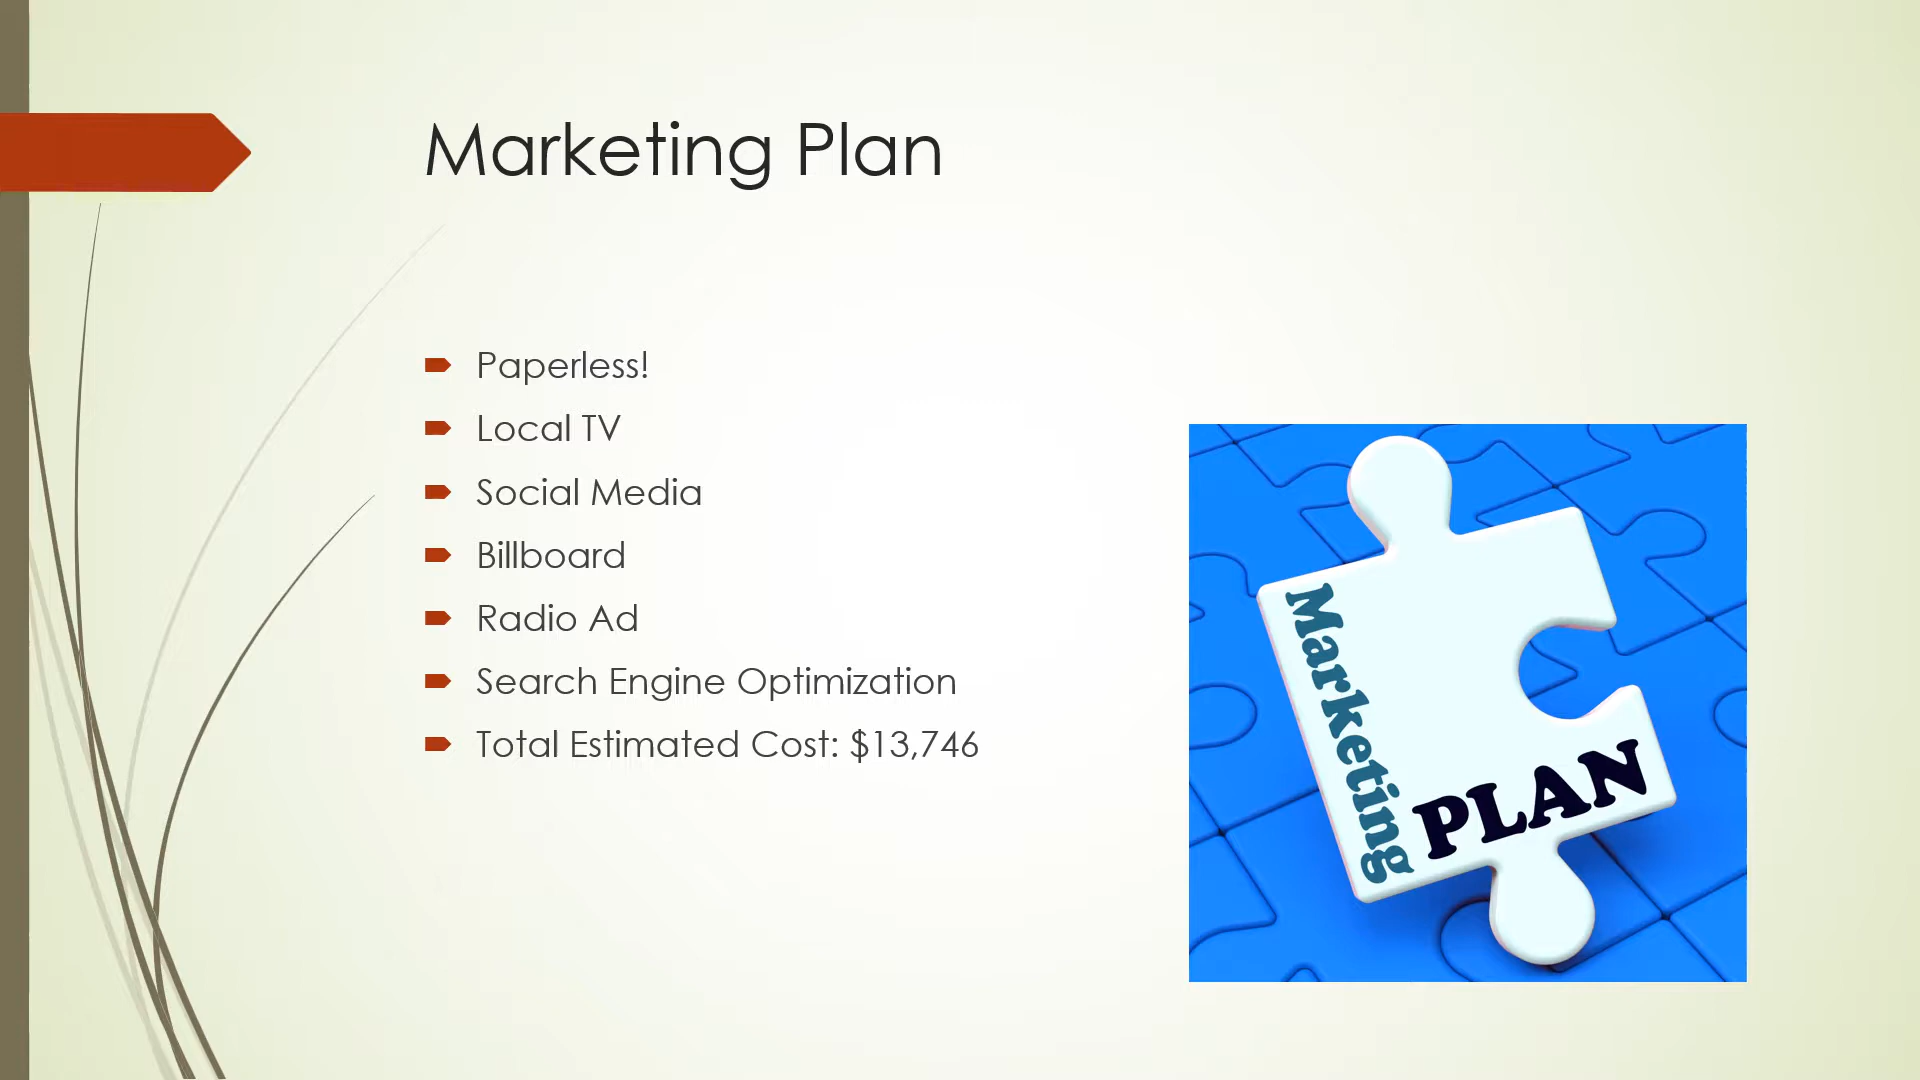 Marketing Plan
Paperless!
Local TV
Social Media
Billboard
Radio Ad
Search Engine Optimization
Total Estimated Cost: $13,746
Marketing
PLAN